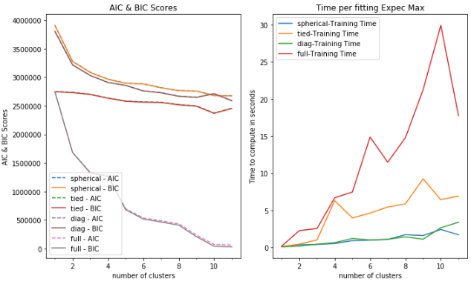 AIC & BIC Scores
AIC & BIC Scores
4000000
3500000
3000000
2500000
2000000
1500000
1000000
500000
0
spherical - AIC
spherical - BIC
tied - AIC
tied - BIC
diag - AIC
diag - BIC
full - AIC
full - BIC
2 4 6 8 10
number of clusters
Time per fitting Expec Max
Time to compute in seconds
30
25
20
15
10
5
0
spherical-Training Time
tied-Training Time
diag-Training Time
full-Training Time
2 4 6 8 10
number of clusters